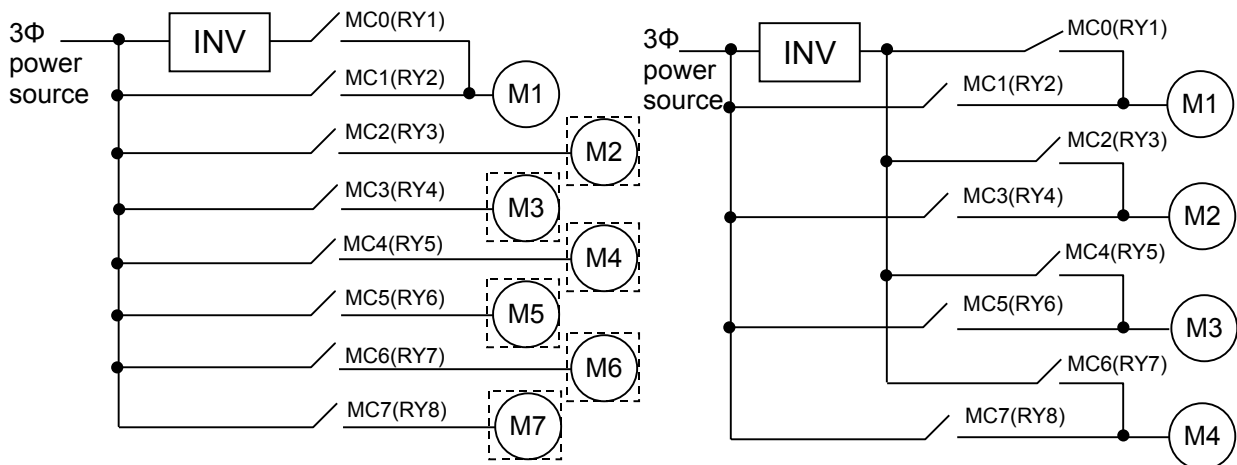 3Φ
power
source
INV
MC0(RY1)
MC1(RY2)
M1
MC2(RY3)
M2
MC3(RY4)
M3
MC4(RY5)
M4
MC5(RY6)
M5
MC6(RY7)
M6
MC7(RY8)
M7
3Φ
power
source
INV
MC0(RY1)
MC1(RY2)
M1
MC2(RY3)
MC3(RY4)
M2
MC4(RY5)
MC5(RY6)
M3
MC6(RY7)
MC7(RY8)
M4